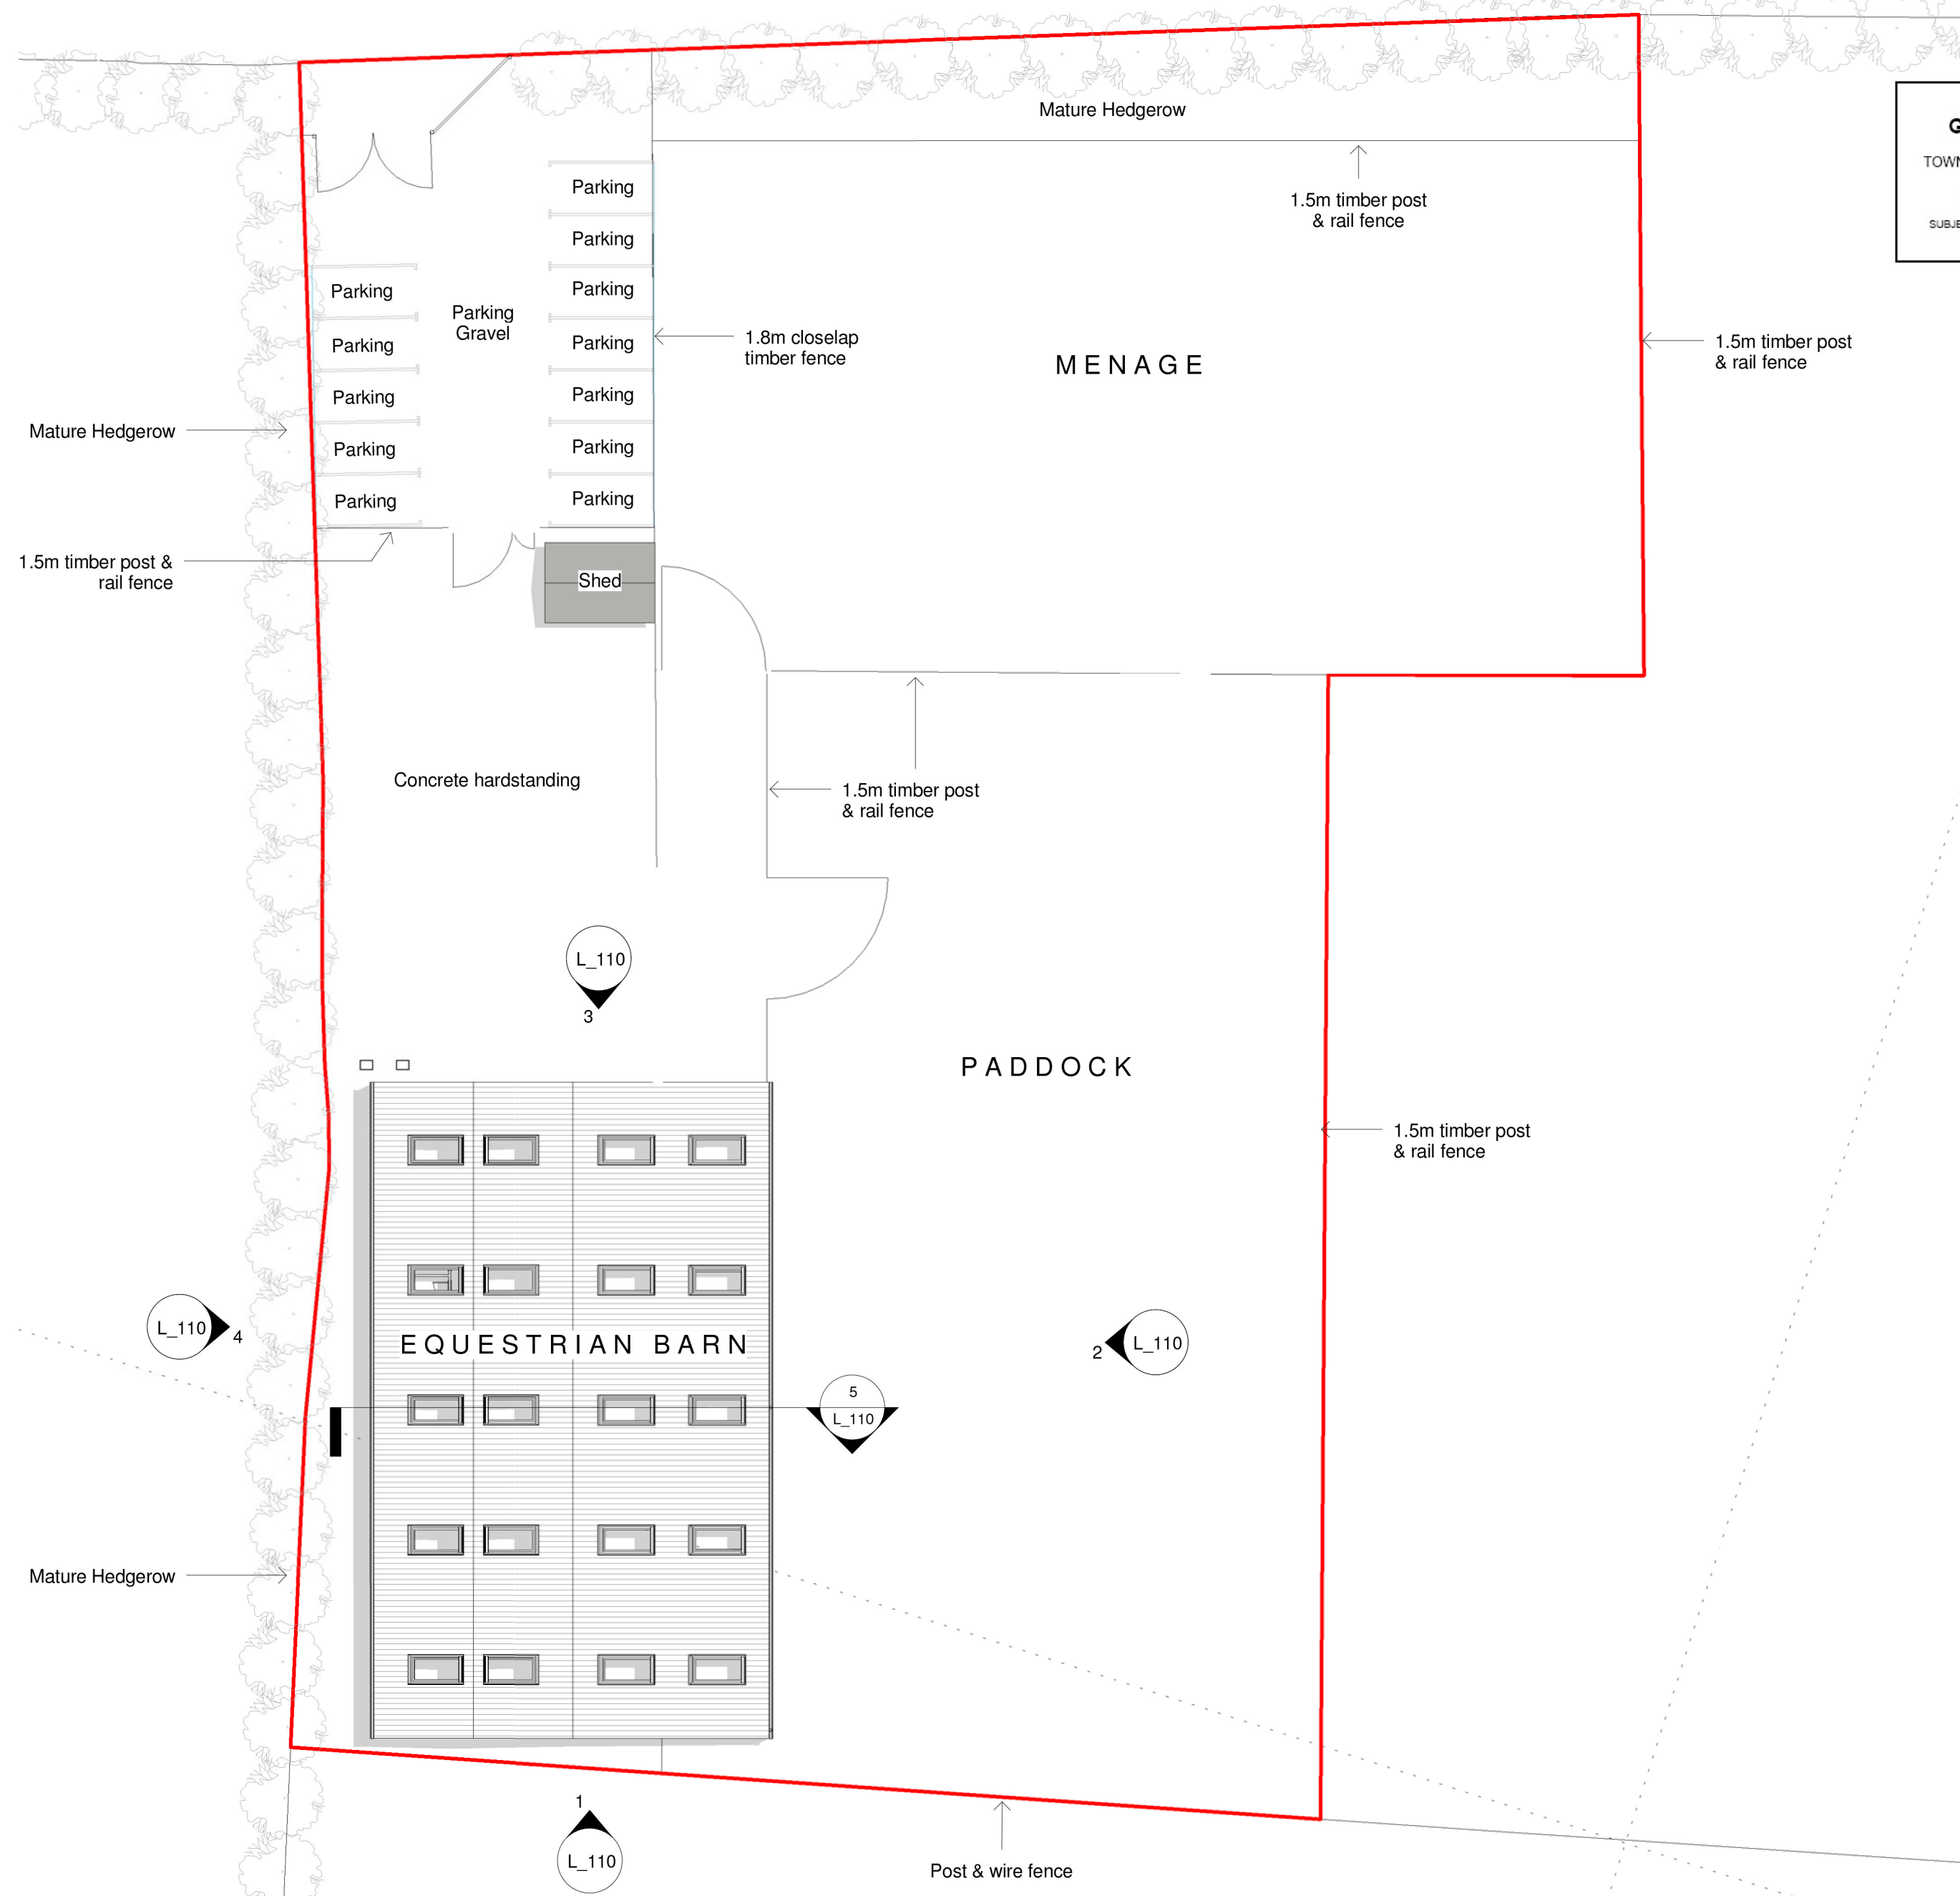 Mature Hedgerow
G
TOWN
SUBJE
1.5m timber post
& rail fence
Parking
Parking
Parking
Parking
Parking
Parking
Parking
Parking
Parking
Parking
Parking
Parking
Parking
Gravel
1.8m closelap
timber fence
MENAGE
1.5m timber post
& rail fence
Mature Hedgerow
1.5m timber post &
rail fence
Shed
Concrete hardstanding
1.5m timber post
& rail fence
L_110
3
PADDOCK
1.5m timber post
& rail fence
L_110
4
EQUESTRIAN BARN
2
L_110
5
L_110
Mature Hedgerow
1
L_110
Post & wire fence